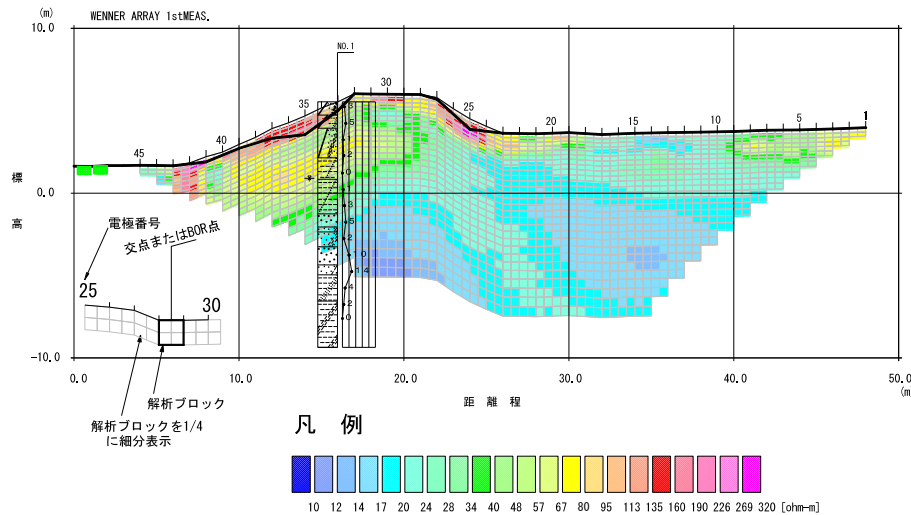 (m)
WENNER ARRAY 1stMEAS.
10.0
NO.1
45
40
35
30
25
20
15
10
5
1
標高
0.0
-10.0
電極番号
交点またはBOR点
25
30
解析ブロック
解析ブロックを1/4
に細分表示
0.0
10.0
20.0
30.0
40.0
50.0
(m)
距離程
凡例
10 12 14 17 20 24 28 34 40 48 57 67 80 95 113 135 160 190 226 269 320 [ohm-m]